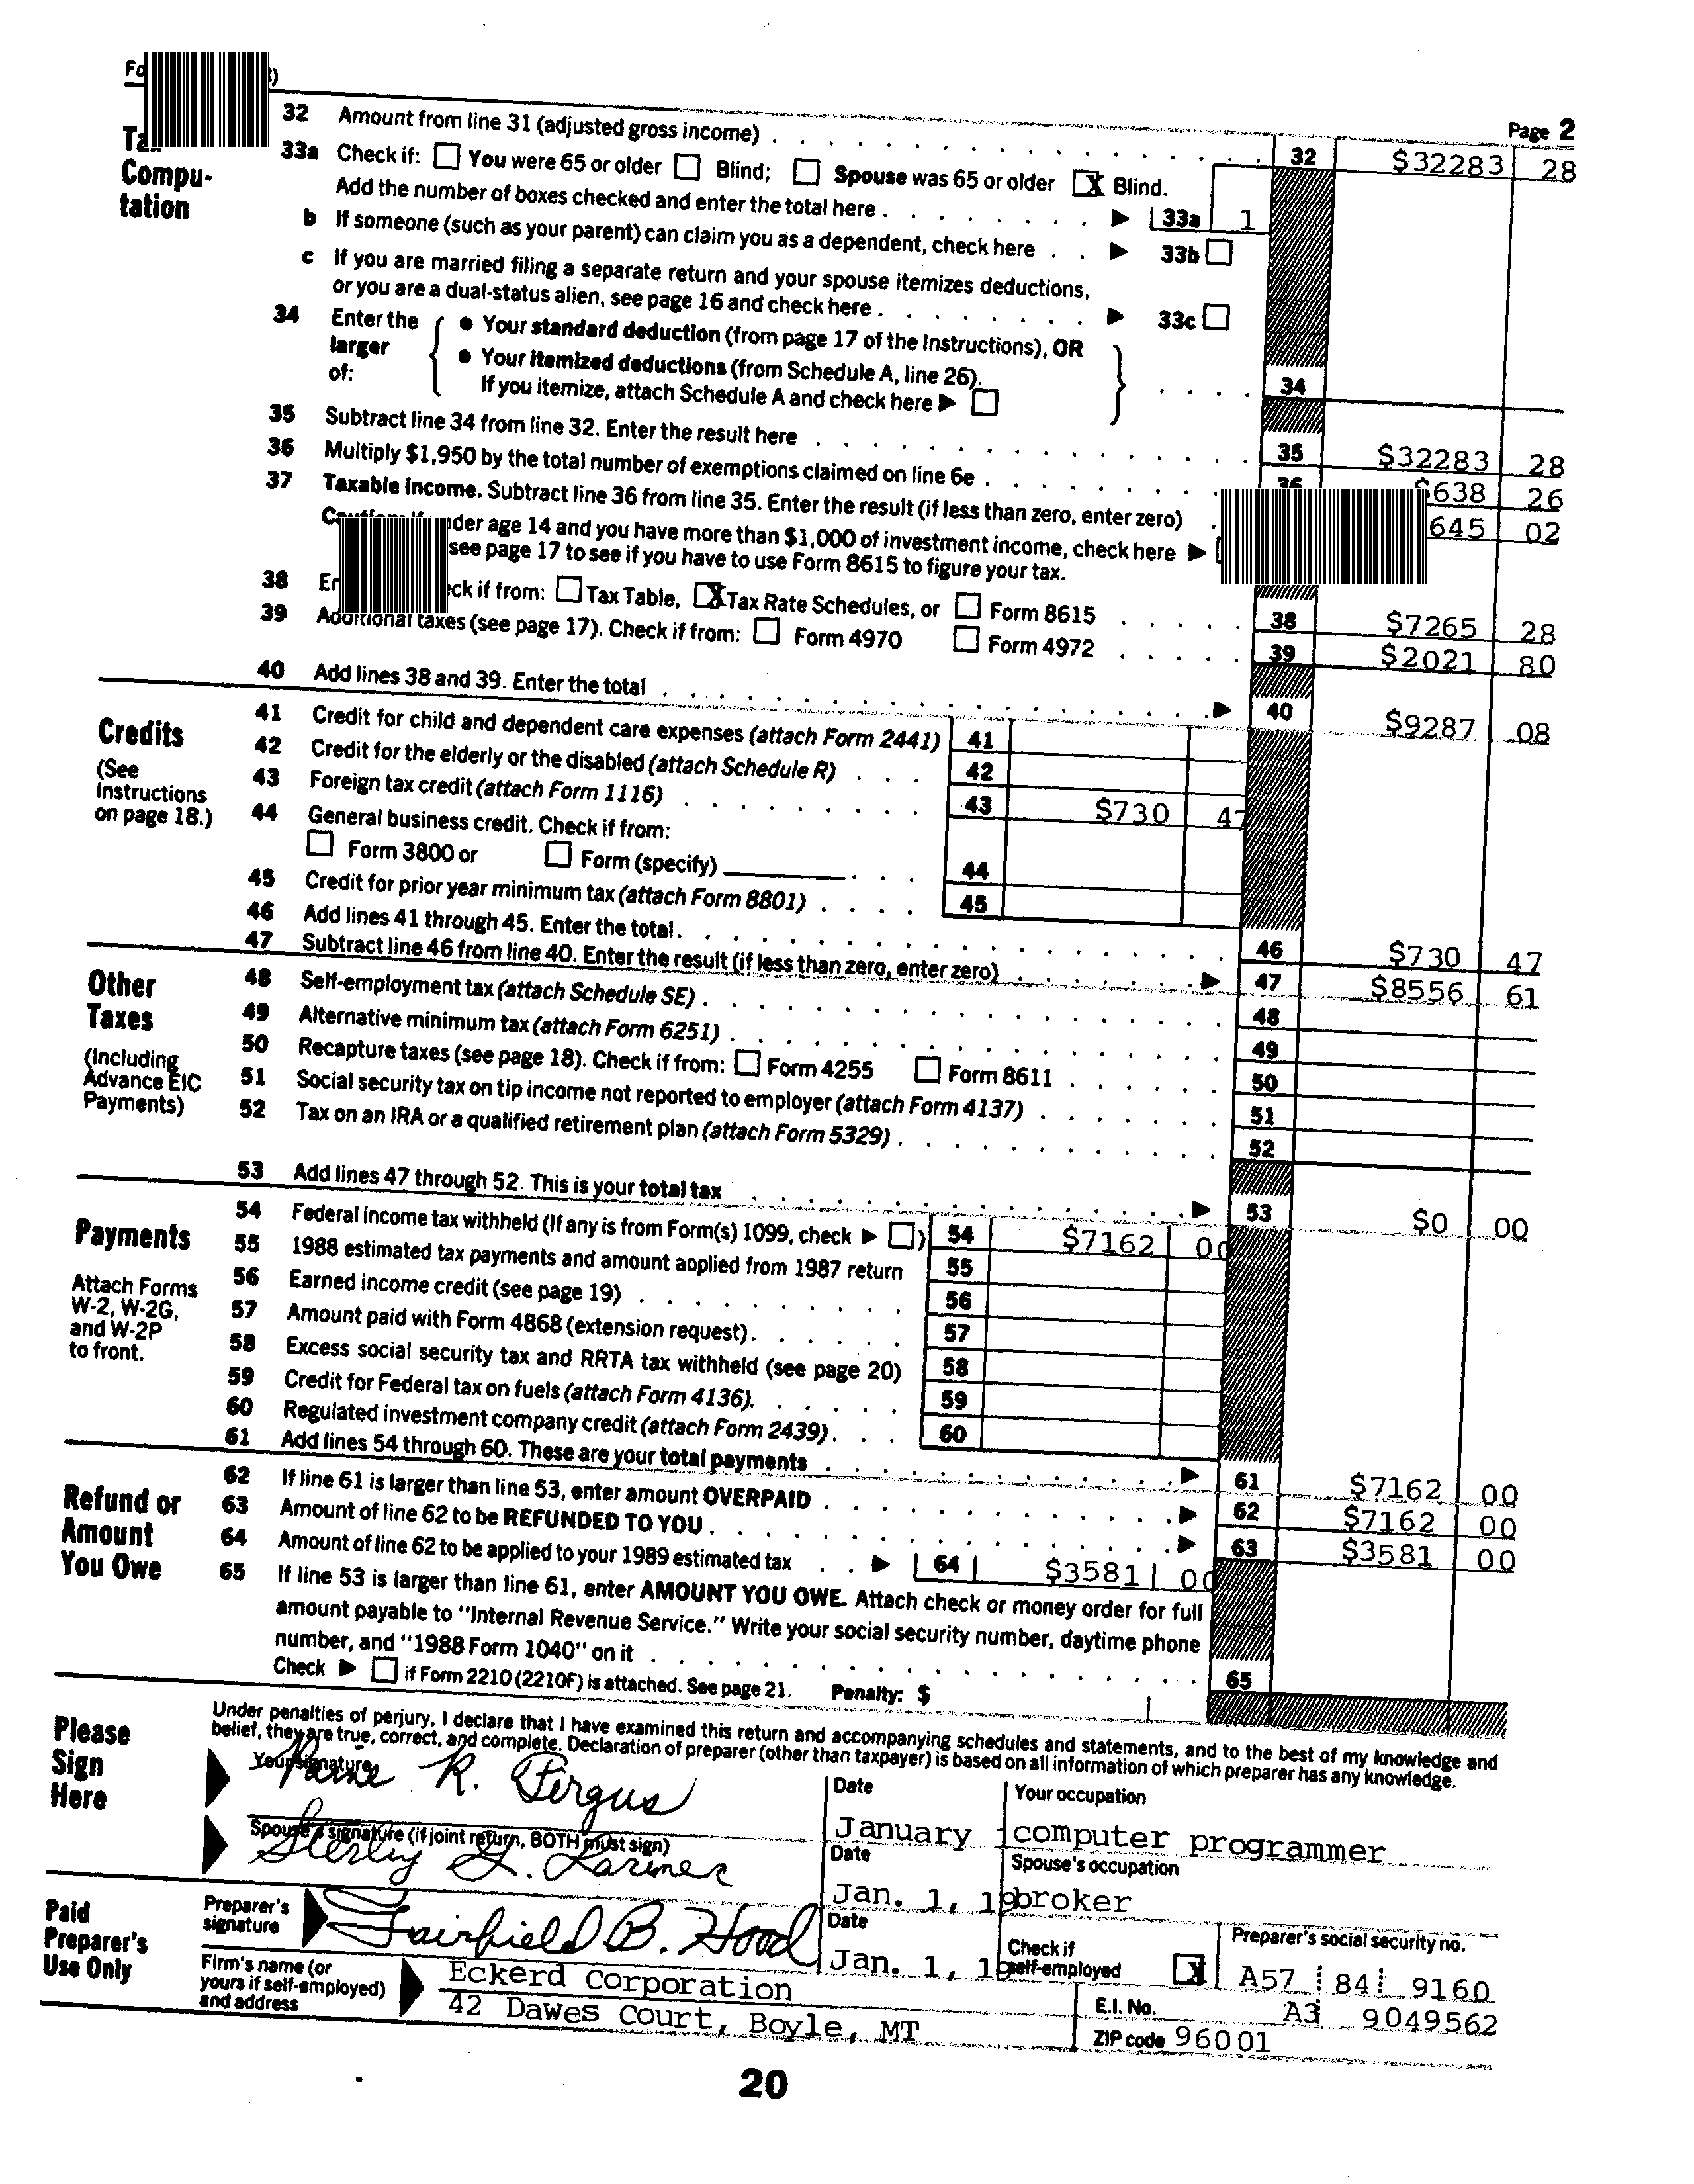 Page 2
32 Amount from line 31 (adjusted gross income) 32 $32283 28
Compu-
tation
33a Check if: You were 65 or older Blind; Spouse was 65 or older X Blind.
Add the number of boxes checked and enter the total here 33a 1
b If someone (such as your parent) can claim you as a dependent, check here 33b
c If you are married filing a separate return and your spouse itemizes deductions,
or you are a dual-status alien, see page 16 and check here 33c
34 Enter the larger of:
• Your standard deduction (from page 17 of the Instructions), OR
• Your itemized deductions (from Schedule A, line 26).
If you itemize, attach Schedule A and check here 34
35 Subtract line 34 from line 32. Enter the result here 35 $32283 28
36 Multiply $1,950 by the total number of exemptions claimed on line 6e 36 $638 26
37 Taxable income. Subtract line 36 from line 35. Enter the result (if less than zero, enter zero) 645 02
der age 14 and you have more than $1,000 of investment income, check here
see page 17 to see if you have to use Form 8615 to figure your tax.
38 En ck if from: Tax Table, X Tax Rate Schedules, or Form 8615 38 $7265 28
39 Additional taxes (see page 17). Check if from: Form 4970 Form 4972 39 $2021 80
40 Add lines 38 and 39. Enter the total 40 $9287 08
Credits
(See
Instructions
on page 18.)
41 Credit for child and dependent care expenses (attach Form 2441) 41
42 Credit for the elderly or the disabled (attach Schedule R) 42
43 Foreign tax credit (attach Form 1116) 43 $730 47
44 General business credit. Check if from:
Form 3800 or Form (specify) 44
45 Credit for prior year minimum tax (attach Form 8801) 45
46 Add lines 41 through 45. Enter the total 46 $730 47
47 Subtract line 46 from line 40. Enter the result (if less than zero, enter zero) 47 $8556 61
Other
Taxes
(Including
Advance EIC
Payments)
48 Self-employment tax (attach Schedule SE) 48
49 Alternative minimum tax (attach Form 6251) 49
50 Recapture taxes (see page 18). Check if from: Form 4255 Form 8611 50
51 Social security tax on tip income not reported to employer (attach Form 4137) 51
52 Tax on an IRA or a qualified retirement plan (attach Form 5329) 52
53 Add lines 47 through 52. This is your total tax 53 $0 00
Payments
Attach Forms
W-2, W-2G,
and W-2P
to front.
54 Federal income tax withheld (If any is from Form(s) 1099, check ) 54 $7162 00
55 1988 estimated tax payments and amount applied from 1987 return 55
56 Earned income credit (see page 19) 56
57 Amount paid with Form 4868 (extension request) 57
58 Excess social security tax and RRTA tax withheld (see page 20) 58
59 Credit for Federal tax on fuels (attach Form 4136) 59
60 Regulated investment company credit (attach Form 2439) 60
61 Add lines 54 through 60. These are your total payments 61 $7162 00
Refund or
Amount
You Owe
62 If line 61 is larger than line 53, enter amount OVERPAID 62 $7162 00
63 Amount of line 62 to be REFUNDED TO YOU 63 $3581 00
64 Amount of line 62 to be applied to your 1989 estimated tax 64 $3581 00
65 If line 53 is larger than line 61, enter AMOUNT YOU OWE. Attach check or money order for full
amount payable to "Internal Revenue Service." Write your social security number, daytime phone
number, and "1988 Form 1040" on it 65
Check if Form 2210 (2210F) is attached. See page 21. Penalty: $
Please
Sign
Here
Under penalties of perjury, I declare that I have examined this return and accompanying schedules and statements, and to the best of my knowledge and
belief, they are true, correct, and complete. Declaration of preparer (other than taxpayer) is based on all information of which preparer has any knowledge.
Your signature Paine R. Fergus Date January 1 Your occupation computer programmer
Spouse's signature (if joint return, BOTH must sign) Sterling G. Larimer Date Jan. 1, 19 Spouse's occupation broker
Paid
Preparer's
Use Only
Preparer's signature Fairfield B. Hood Date Jan. 1, 19 Check if self-employed X Preparer's social security no. A57 84 9160
Firm's name (or
yours if self-employed)
and address
Eckerd Corporation
42 Dawes Court, Boyle, MT
E.I. No. A3 9049562
ZIP code 96001
20